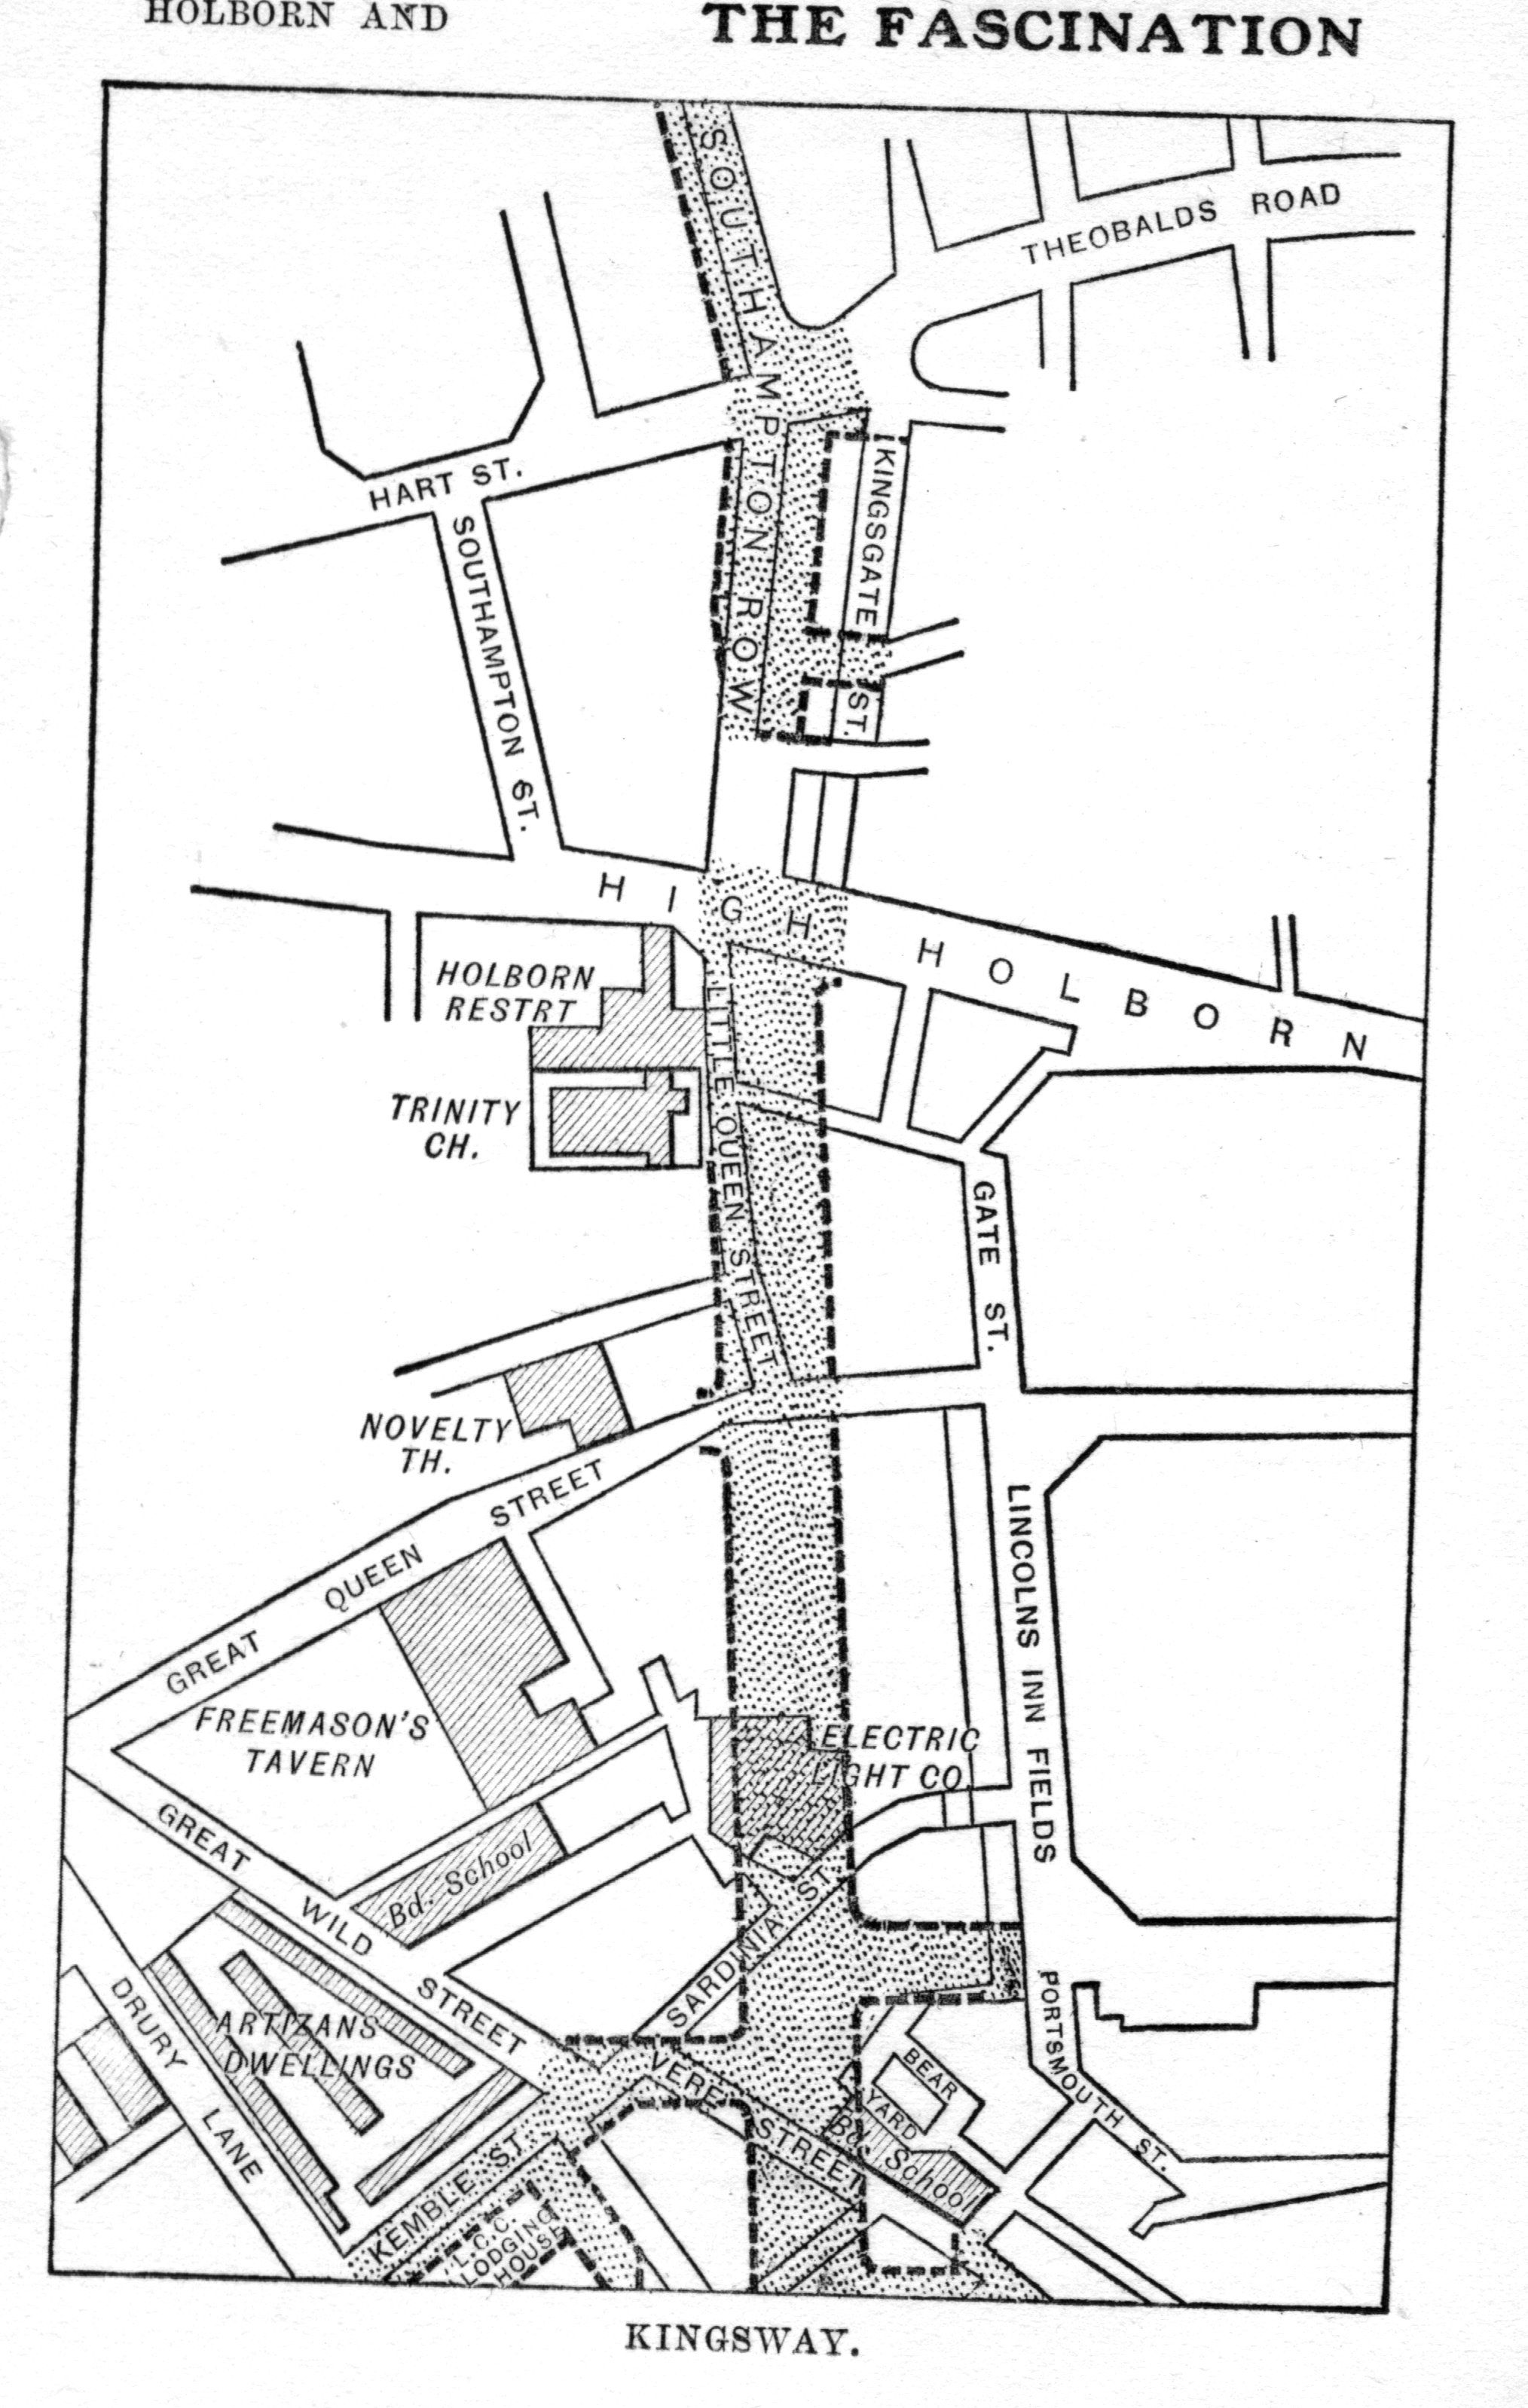 HOLBORN AND
THE FASCINATION
SOUTHAMPTON ROW
THEOBALDS ROAD
HART ST.
KINGSGATE ST.
SOUTHAMPTON ST.
HIGH HOLBORN
HOLBORN
RESTRT
LITTLE QUEEN STREET
TRINITY
CH.
GATE ST.
NOVELTY
TH.
GREAT QUEEN STREET
LINCOLNS INN FIELDS
FREEMASON'S
TAVERN
ELECTRIC
LIGHT CO.
GREAT WILD STREET
Bd. School
SARDINIA ST
DRURY LANE
ARTIZANS
DWELLINGS
PORTSMOUTH ST.
VERE STREET
BEAR
YARD
Bd. School
KEMBLE ST.
L.C.C.
LODGING
HOUSE
KINGSWAY.